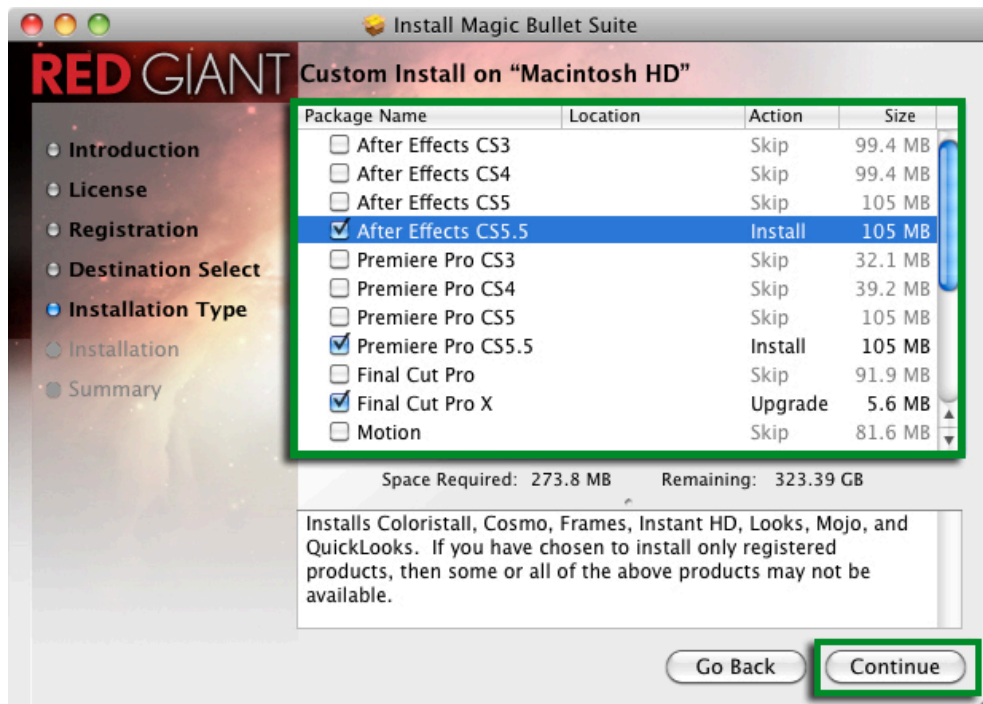 Install Magic Bullet Suite
RED GIANT
Custom Install on “Macintosh HD”
Introduction
License
Registration
Destination Select
Installation Type
Installation
Summary
Package Name Location Action Size
After Effects CS3 Skip 99.4 MB
After Effects CS4 Skip 99.4 MB
After Effects CS5 Skip 105 MB
After Effects CS5.5 Install 105 MB
Premiere Pro CS3 Skip 32.1 MB
Premiere Pro CS4 Skip 39.2 MB
Premiere Pro CS5 Skip 105 MB
Premiere Pro CS5.5 Install 105 MB
Final Cut Pro Skip 91.9 MB
Final Cut Pro X Upgrade 5.6 MB
Motion Skip 81.6 MB
Space Required: 273.8 MB Remaining: 323.39 GB
Installs ColoristaII, Cosmo, Frames, Instant HD, Looks, Mojo, and
QuickLooks. If you have chosen to install only registered
products, then some or all of the above products may not be
available.
Go Back Continue